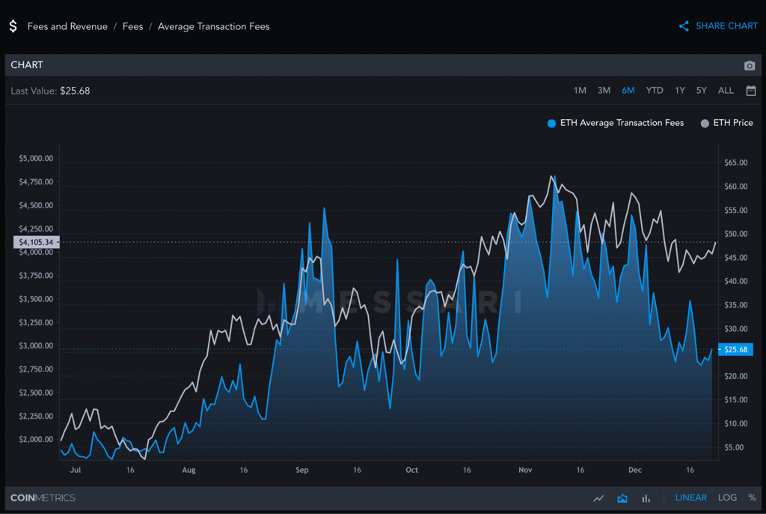 $ Fees and Revenue / Fees / Average Transaction Fees SHARE CHART
CHART
Last Value: $25.68 1M 3M 6M YTD 1Y 5Y ALL
ETH Average Transaction Fees ETH Price
$5,000.00 $65.00
$4,750.00 $60.00
$4,500.00 $55.00
$4,250.00 $50.00
$4,105.34
$4,000.00 $45.00
$3,750.00 $40.00
$3,500.00 $35.00
MESSARI
$3,250.00 $30.00
$3,000.00 $25.68
$2,750.00 $20.00
$2,500.00 $15.00
$2,250.00 $10.00
$2,000.00 $5.00
Jul 16 Aug 16 Sep 16 Oct 16 Nov 16 Dec 16
COINMETRICS LINEAR LOG %